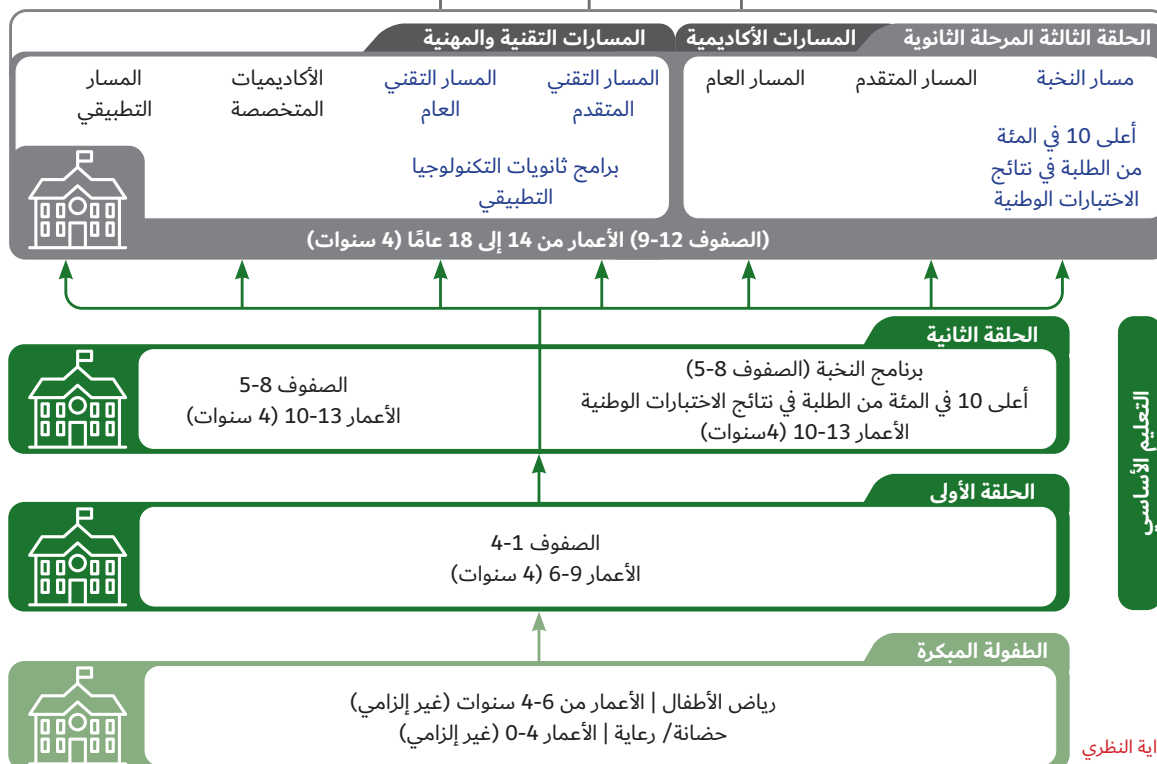 الحلقة الثالثة المرحلة الثانوية
المسارات الأكاديمية
المسارات التقنية والمهنية
مسار النخبة
المسار المتقدم
المسار العام
أعلى 10 في المئة
من الطلبة في نتائج
الاختبارات الوطنية
المسار التقني
المتقدم
المسار التقني
العام
الأكاديميات
المتخصصة
المسار
التطبيقي
برامج ثانويات التكنولوجيا
التطبيقي
(الصفوف 12-9) الأعمار من 14 إلى 18 عامًا (4 سنوات)
التعليم الأساسي
الحلقة الثانية
برنامج النخبة (الصفوف 8-5)
أعلى 10 في المئة من الطلبة في نتائج الاختبارات الوطنية
الأعمار 13-10 (4سنوات)
الصفوف 8-5
الأعمار 13-10 (4 سنوات)
الحلقة الأولى
الصفوف 1-4
الأعمار 9-6 (4 سنوات)
الطفولة المبكرة
رياض الأطفال | الأعمار من 6-4 سنوات (غير إلزامي)
حضانة/ رعاية | الأعمار 4-0 (غير إلزامي)
اية النظري